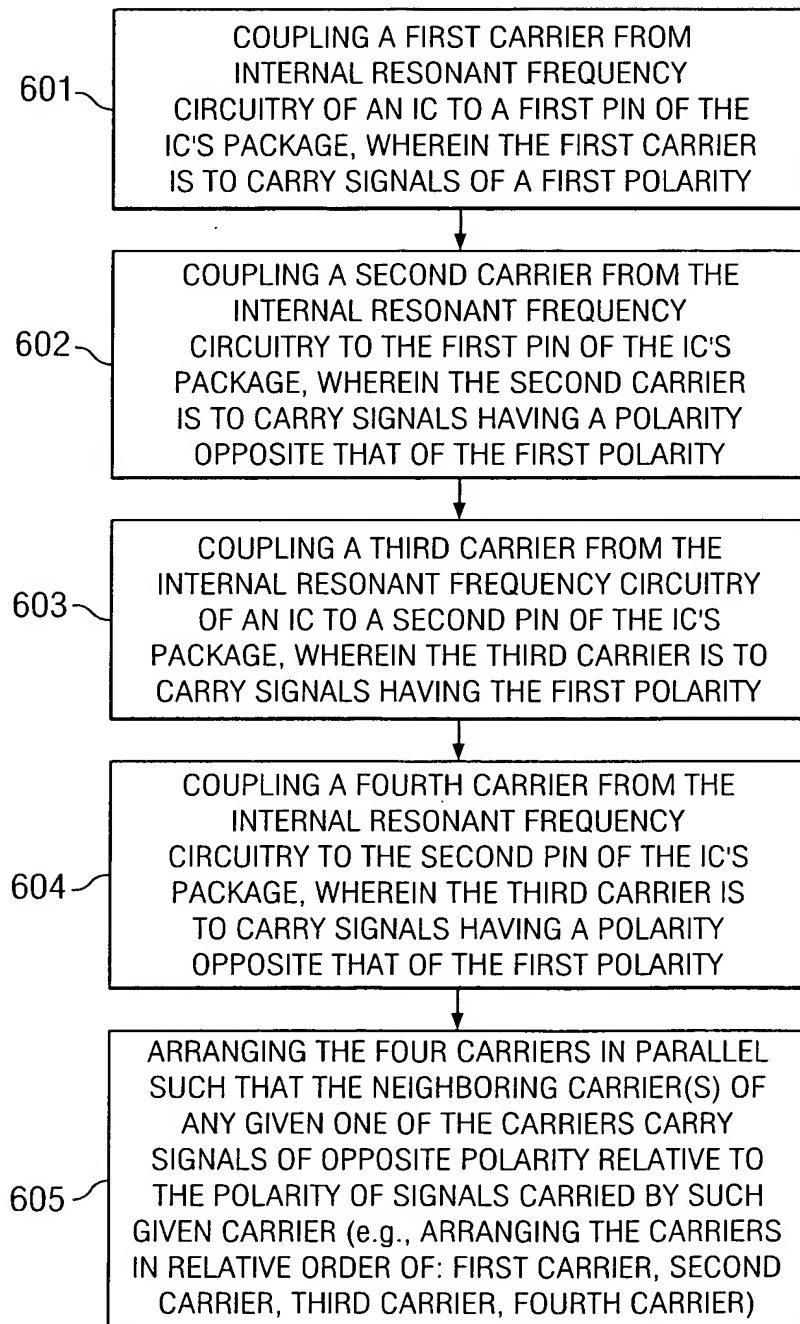 601
COUPLING A FIRST CARRIER FROM
INTERNAL RESONANT FREQUENCY
CIRCUITRY OF AN IC TO A FIRST PIN OF THE
IC'S PACKAGE, WHEREIN THE FIRST CARRIER
IS TO CARRY SIGNALS OF A FIRST POLARITY
602
COUPLING A SECOND CARRIER FROM THE
INTERNAL RESONANT FREQUENCY
CIRCUITRY TO THE FIRST PIN OF THE IC'S
PACKAGE, WHEREIN THE SECOND CARRIER
IS TO CARRY SIGNALS HAVING A POLARITY
OPPOSITE THAT OF THE FIRST POLARITY
603
COUPLING A THIRD CARRIER FROM THE
INTERNAL RESONANT FREQUENCY CIRCUITRY
OF AN IC TO A SECOND PIN OF THE IC'S
PACKAGE, WHEREIN THE THIRD CARRIER IS TO
CARRY SIGNALS HAVING THE FIRST POLARITY
604
COUPLING A FOURTH CARRIER FROM THE
INTERNAL RESONANT FREQUENCY
CIRCUITRY TO THE SECOND PIN OF THE IC'S
PACKAGE, WHEREIN THE THIRD CARRIER IS
TO CARRY SIGNALS HAVING A POLARITY
OPPOSITE THAT OF THE FIRST POLARITY
605
ARRANGING THE FOUR CARRIERS IN PARALLEL
SUCH THAT THE NEIGHBORING CARRIER(S) OF
ANY GIVEN ONE OF THE CARRIERS CARRY
SIGNALS OF OPPOSITE POLARITY RELATIVE TO
THE POLARITY OF SIGNALS CARRIED BY SUCH
GIVEN CARRIER (e.g., ARRANGING THE CARRIERS
IN RELATIVE ORDER OF: FIRST CARRIER, SECOND
CARRIER, THIRD CARRIER, FOURTH CARRIER)